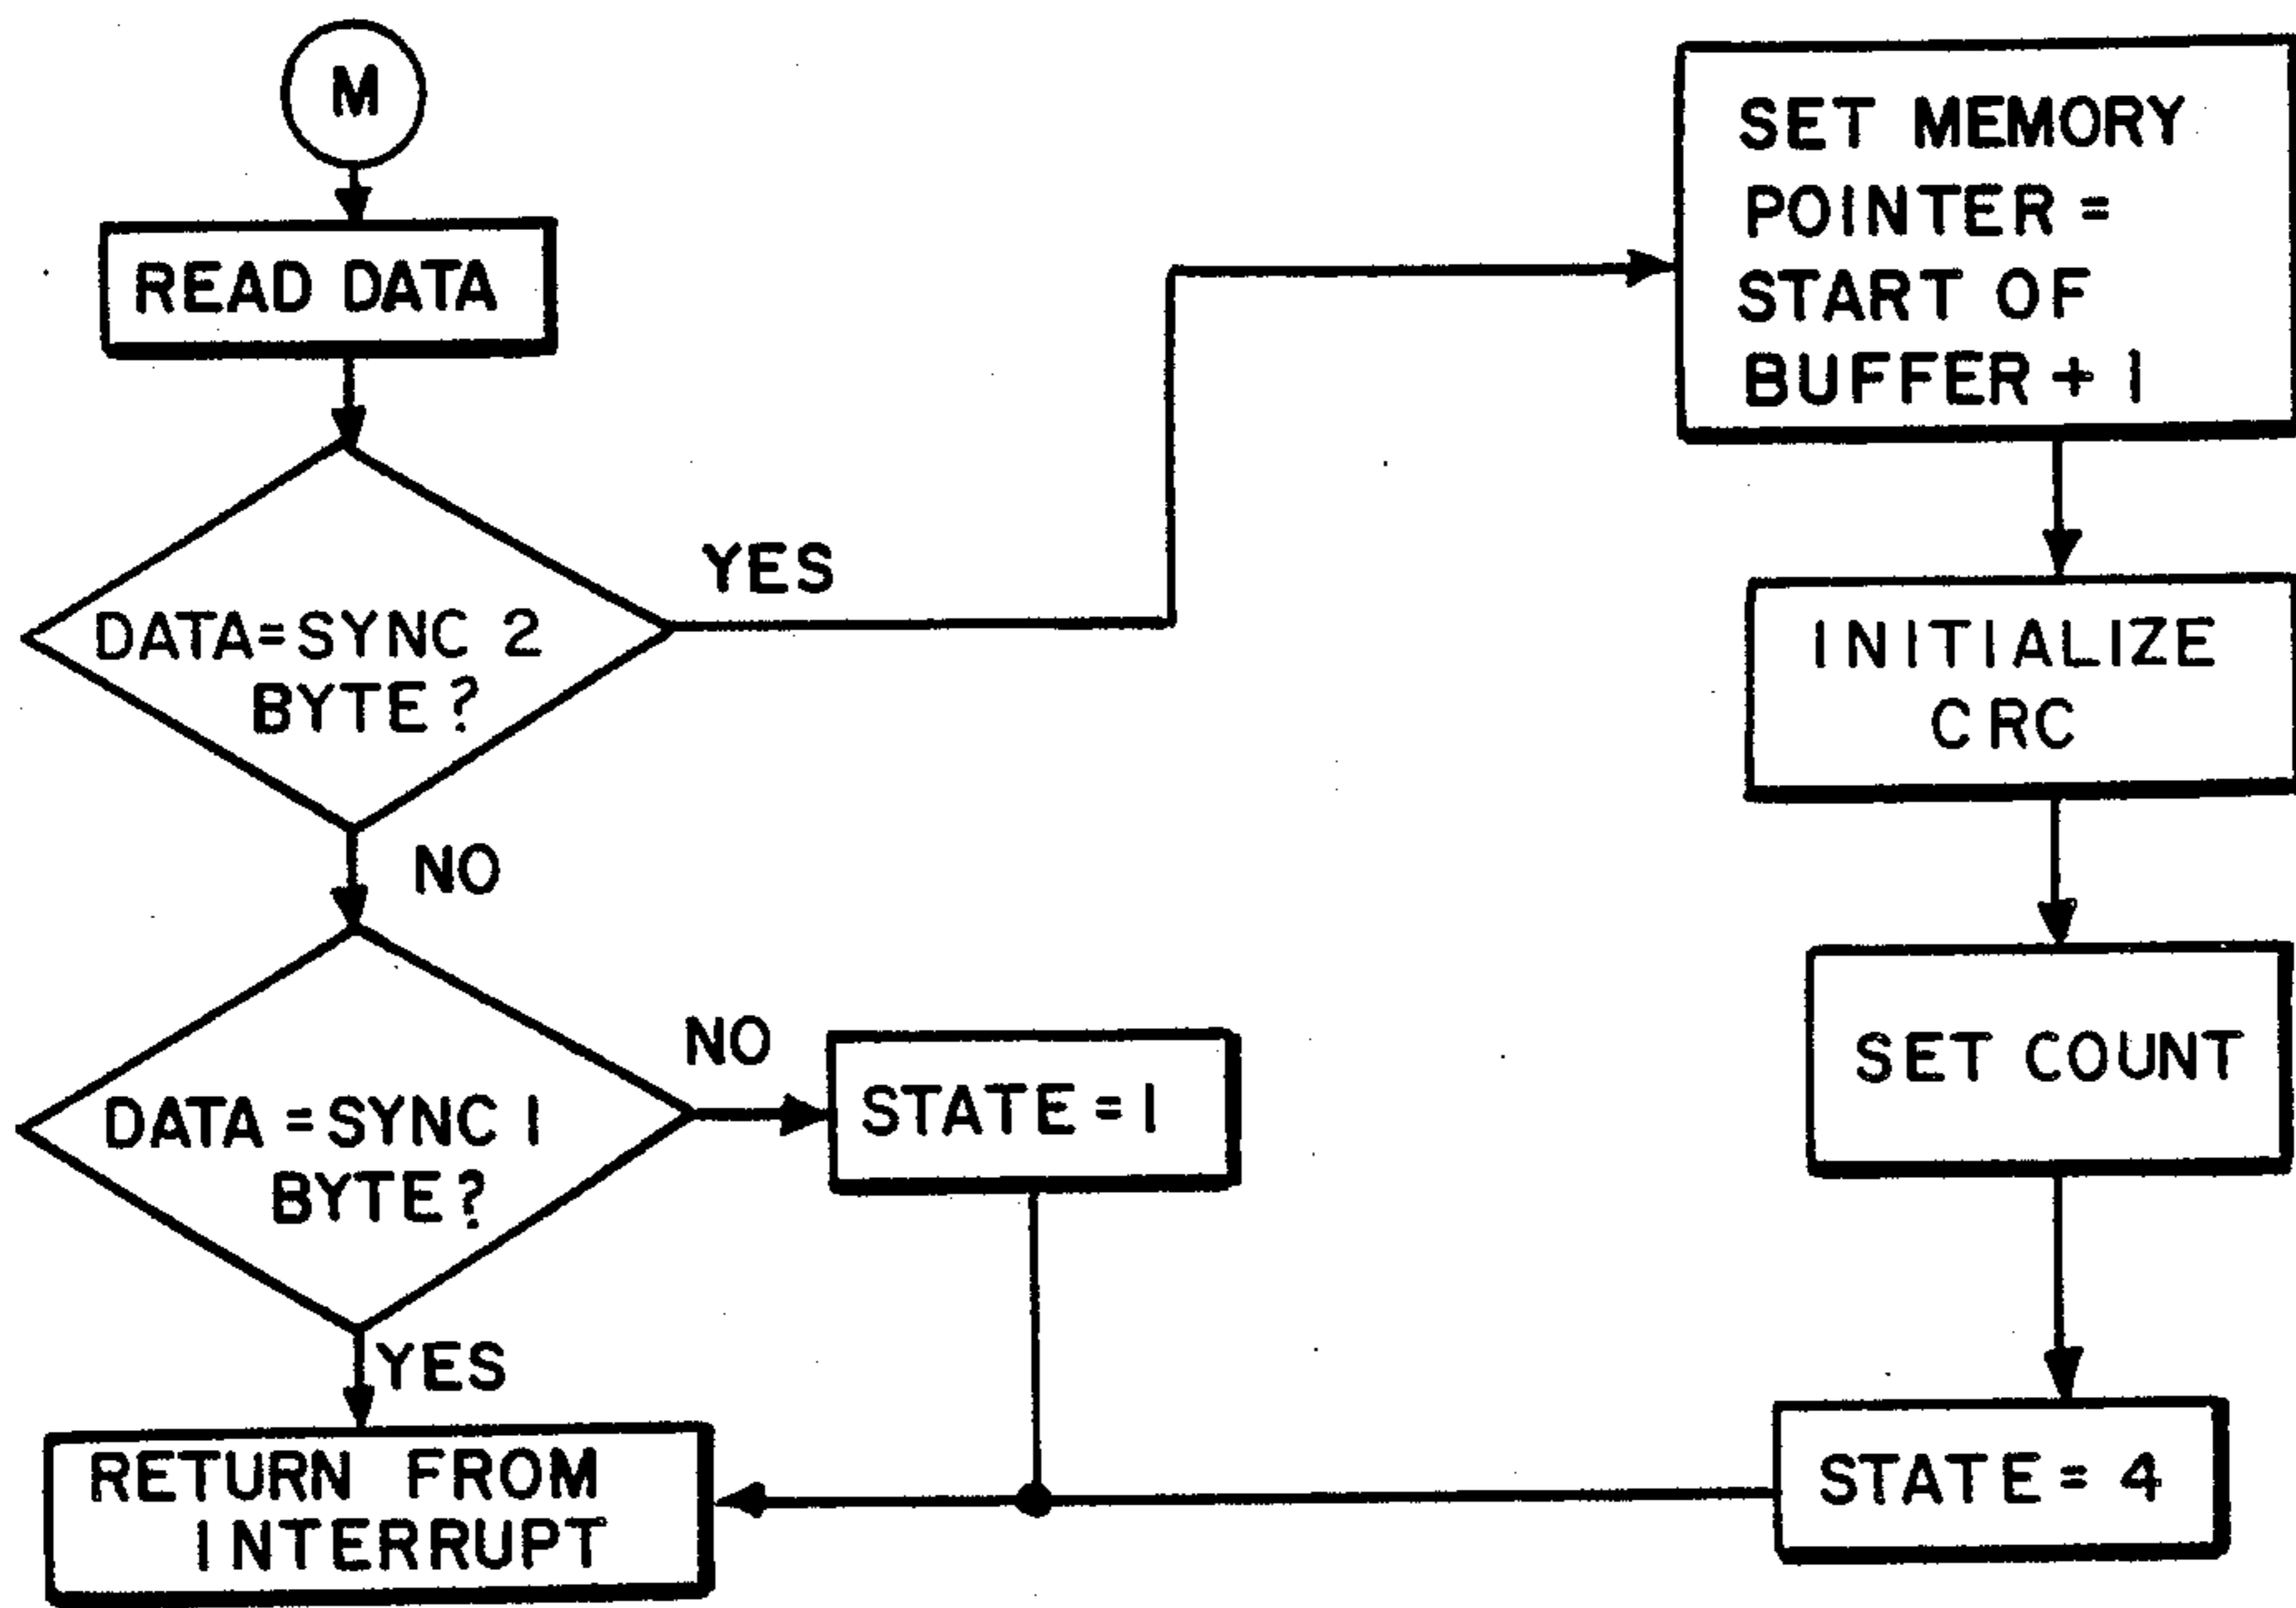 M
READ DATA
DATA=SYNC 2
BYTE?
YES
NO
DATA=SYNC 1
BYTE?
NO
STATE=1
YES
RETURN FROM
INTERRUPT
SET MEMORY
POINTER=
START OF
BUFFER+1
INITIALIZE
CRC
SET COUNT
STATE=4